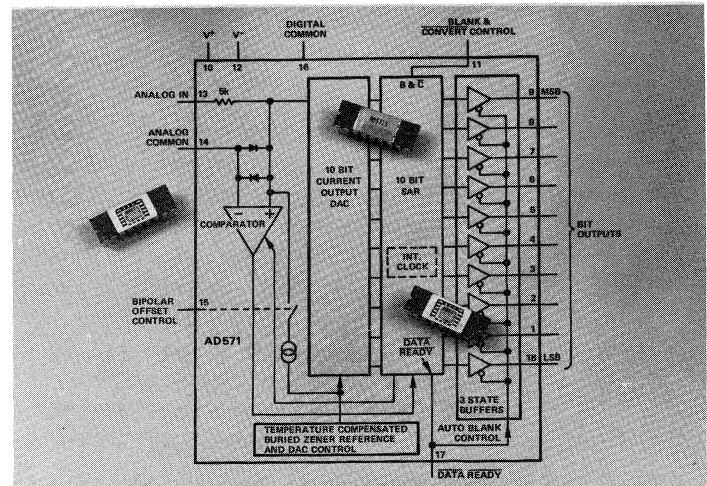 DIGITAL
COMMON
BLANK &
CONVERT CONTROL
V+
V−
10
12
16
11
ANALOG IN
13
5k
B & C
9
MSB
ANALOG
COMMON
14
8
7
10 BIT
CURRENT
OUTPUT
DAC
10 BIT
SAR
6
5
−
+
COMPARATOR
BIT
OUTPUTS
4
INT.
CLOCK
3
2
BIPOLAR
OFFSET
CONTROL
15
1
AD571
DATA
READY
18
LSB
3 STATE
BUFFERS
TEMPERATURE COMPENSATED
BURIED ZENER REFERENCE
AND DAC CONTROL
AUTO BLANK
CONTROL
17
DATA READY